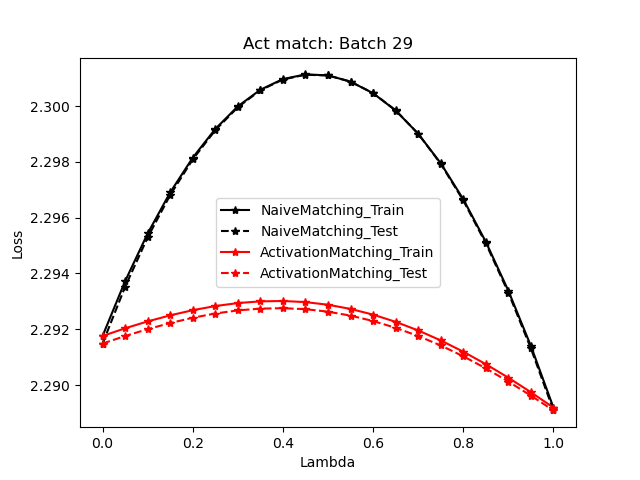 Act match: Batch 29
2.300
2.298
2.296
2.294
2.292
2.290
Loss
NaiveMatching_Train
NaiveMatching_Test
ActivationMatching_Train
ActivationMatching_Test
0.0 0.2 0.4 0.6 0.8 1.0
Lambda